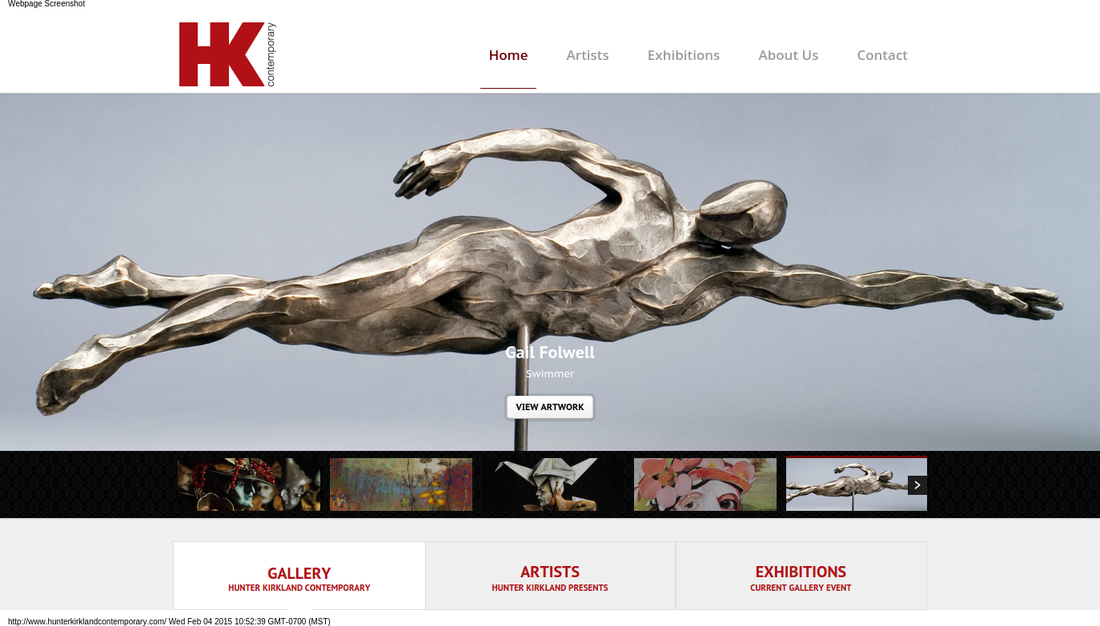 Webpage Screenshot
HK
contemporary
Home
Artists
Exhibitions
About Us
Contact
Gail Folwell
Swimmer
VIEW ARTWORK
GALLERY
HUNTER KIRKLAND CONTEMPORARY
ARTISTS
HUNTER KIRKLAND PRESENTS
EXHIBITIONS
CURRENT GALLERY EVENT
http://www.hunterkirklandcontemporary.com/ Wed Feb 04 2015 10:52:39 GMT-0700 (MST)